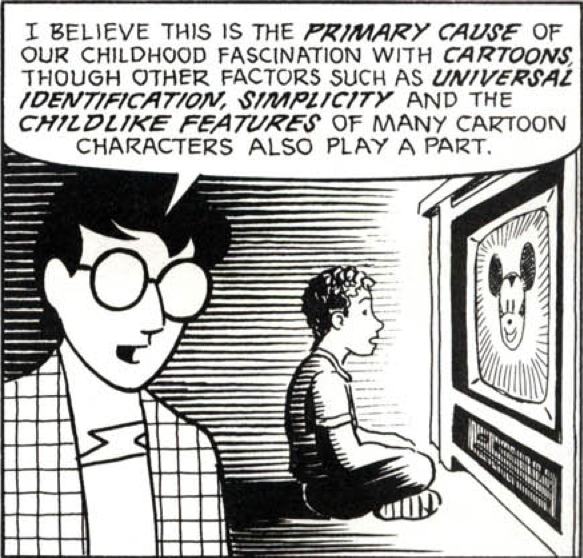 I BELIEVE THIS IS THE PRIMARY CAUSE OF
OUR CHILDHOOD FASCINATION WITH CARTOONS,
THOUGH OTHER FACTORS SUCH AS UNIVERSAL
IDENTIFICATION, SIMPLICITY AND THE
CHILDLIKE FEATURES OF MANY CARTOON
CHARACTERS ALSO PLAY A PART.